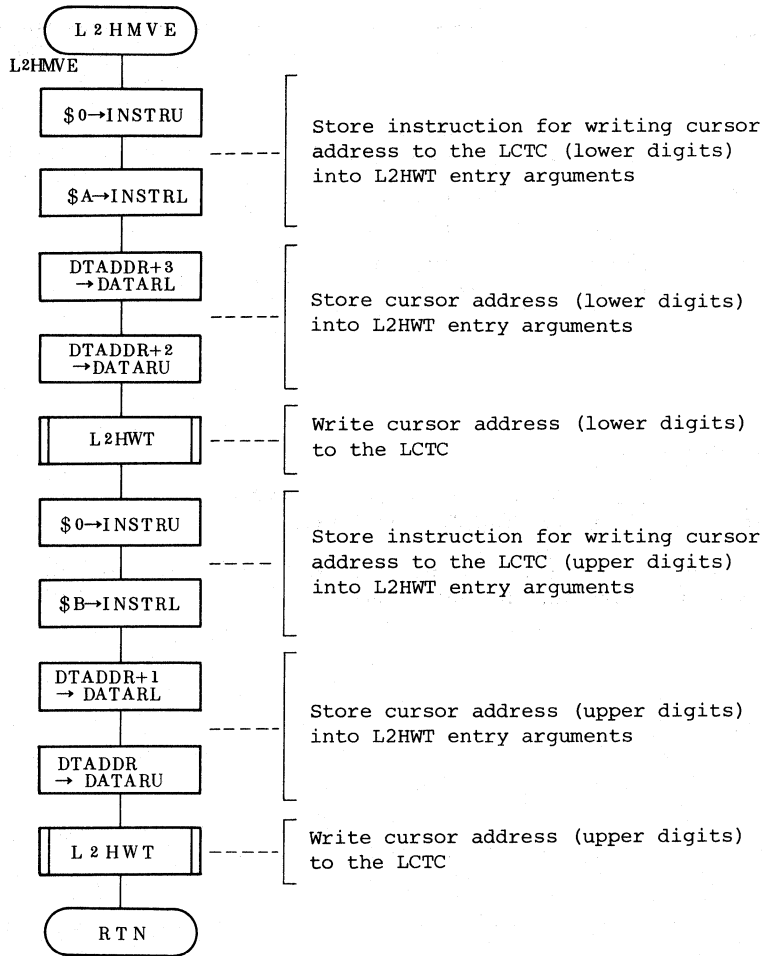 L2HMVE
L2HMVE
$0→INSTRU
$A→INSTRL
Store instruction for writing cursor
address to the LCTC (lower digits)
into L2HWT entry arguments
DTADDR+3
→DATARL
DTADDR+2
→DATARU
Store cursor address (lower digits)
into L2HWT entry arguments
L2HWT
Write cursor address (lower digits)
to the LCTC
$0→INSTRU
$B→INSTRL
Store instruction for writing cursor
address to the LCTC (upper digits)
into L2HWT entry arguments
DTADDR+1
→ DATARL
DTADDR
→ DATARU
Store cursor address (upper digits)
into L2HWT entry arguments
L2HWT
Write cursor address (upper digits)
to the LCTC
RTN